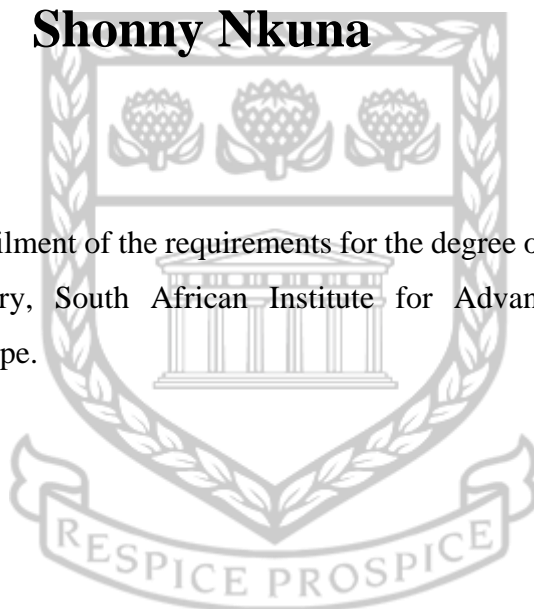 Shonny Nkuna
ilment of the requirements for the degree o
ry, South African Institute for Advan
pe.
RESPICE PROSPICE